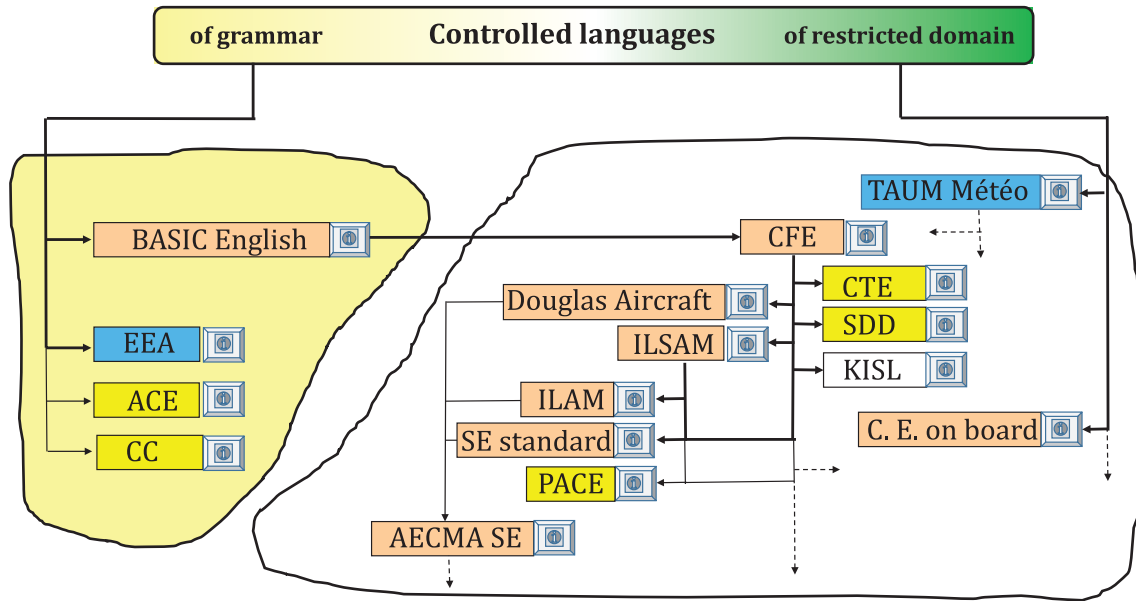 of grammar Controlled languages of restricted domain
TAUM Météo
BASIC English
CFE
CTE
Douglas Aircraft
SDD
EEA
ILSAM
KISL
ACE
ILAM
C. E. on board
SE standard
CC
PACE
AECMA SE